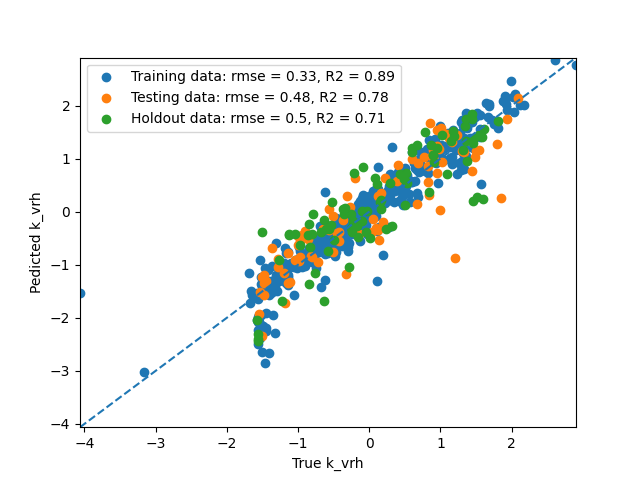 Training data: rmse = 0.33, R2 = 0.89
Testing data: rmse = 0.48, R2 = 0.78
Holdout data: rmse = 0.5, R2 = 0.71
Pedicted k_vrh
2
1
0
−1
−2
−3
−4
−4 −3 −2 −1 0 1 2
True k_vrh